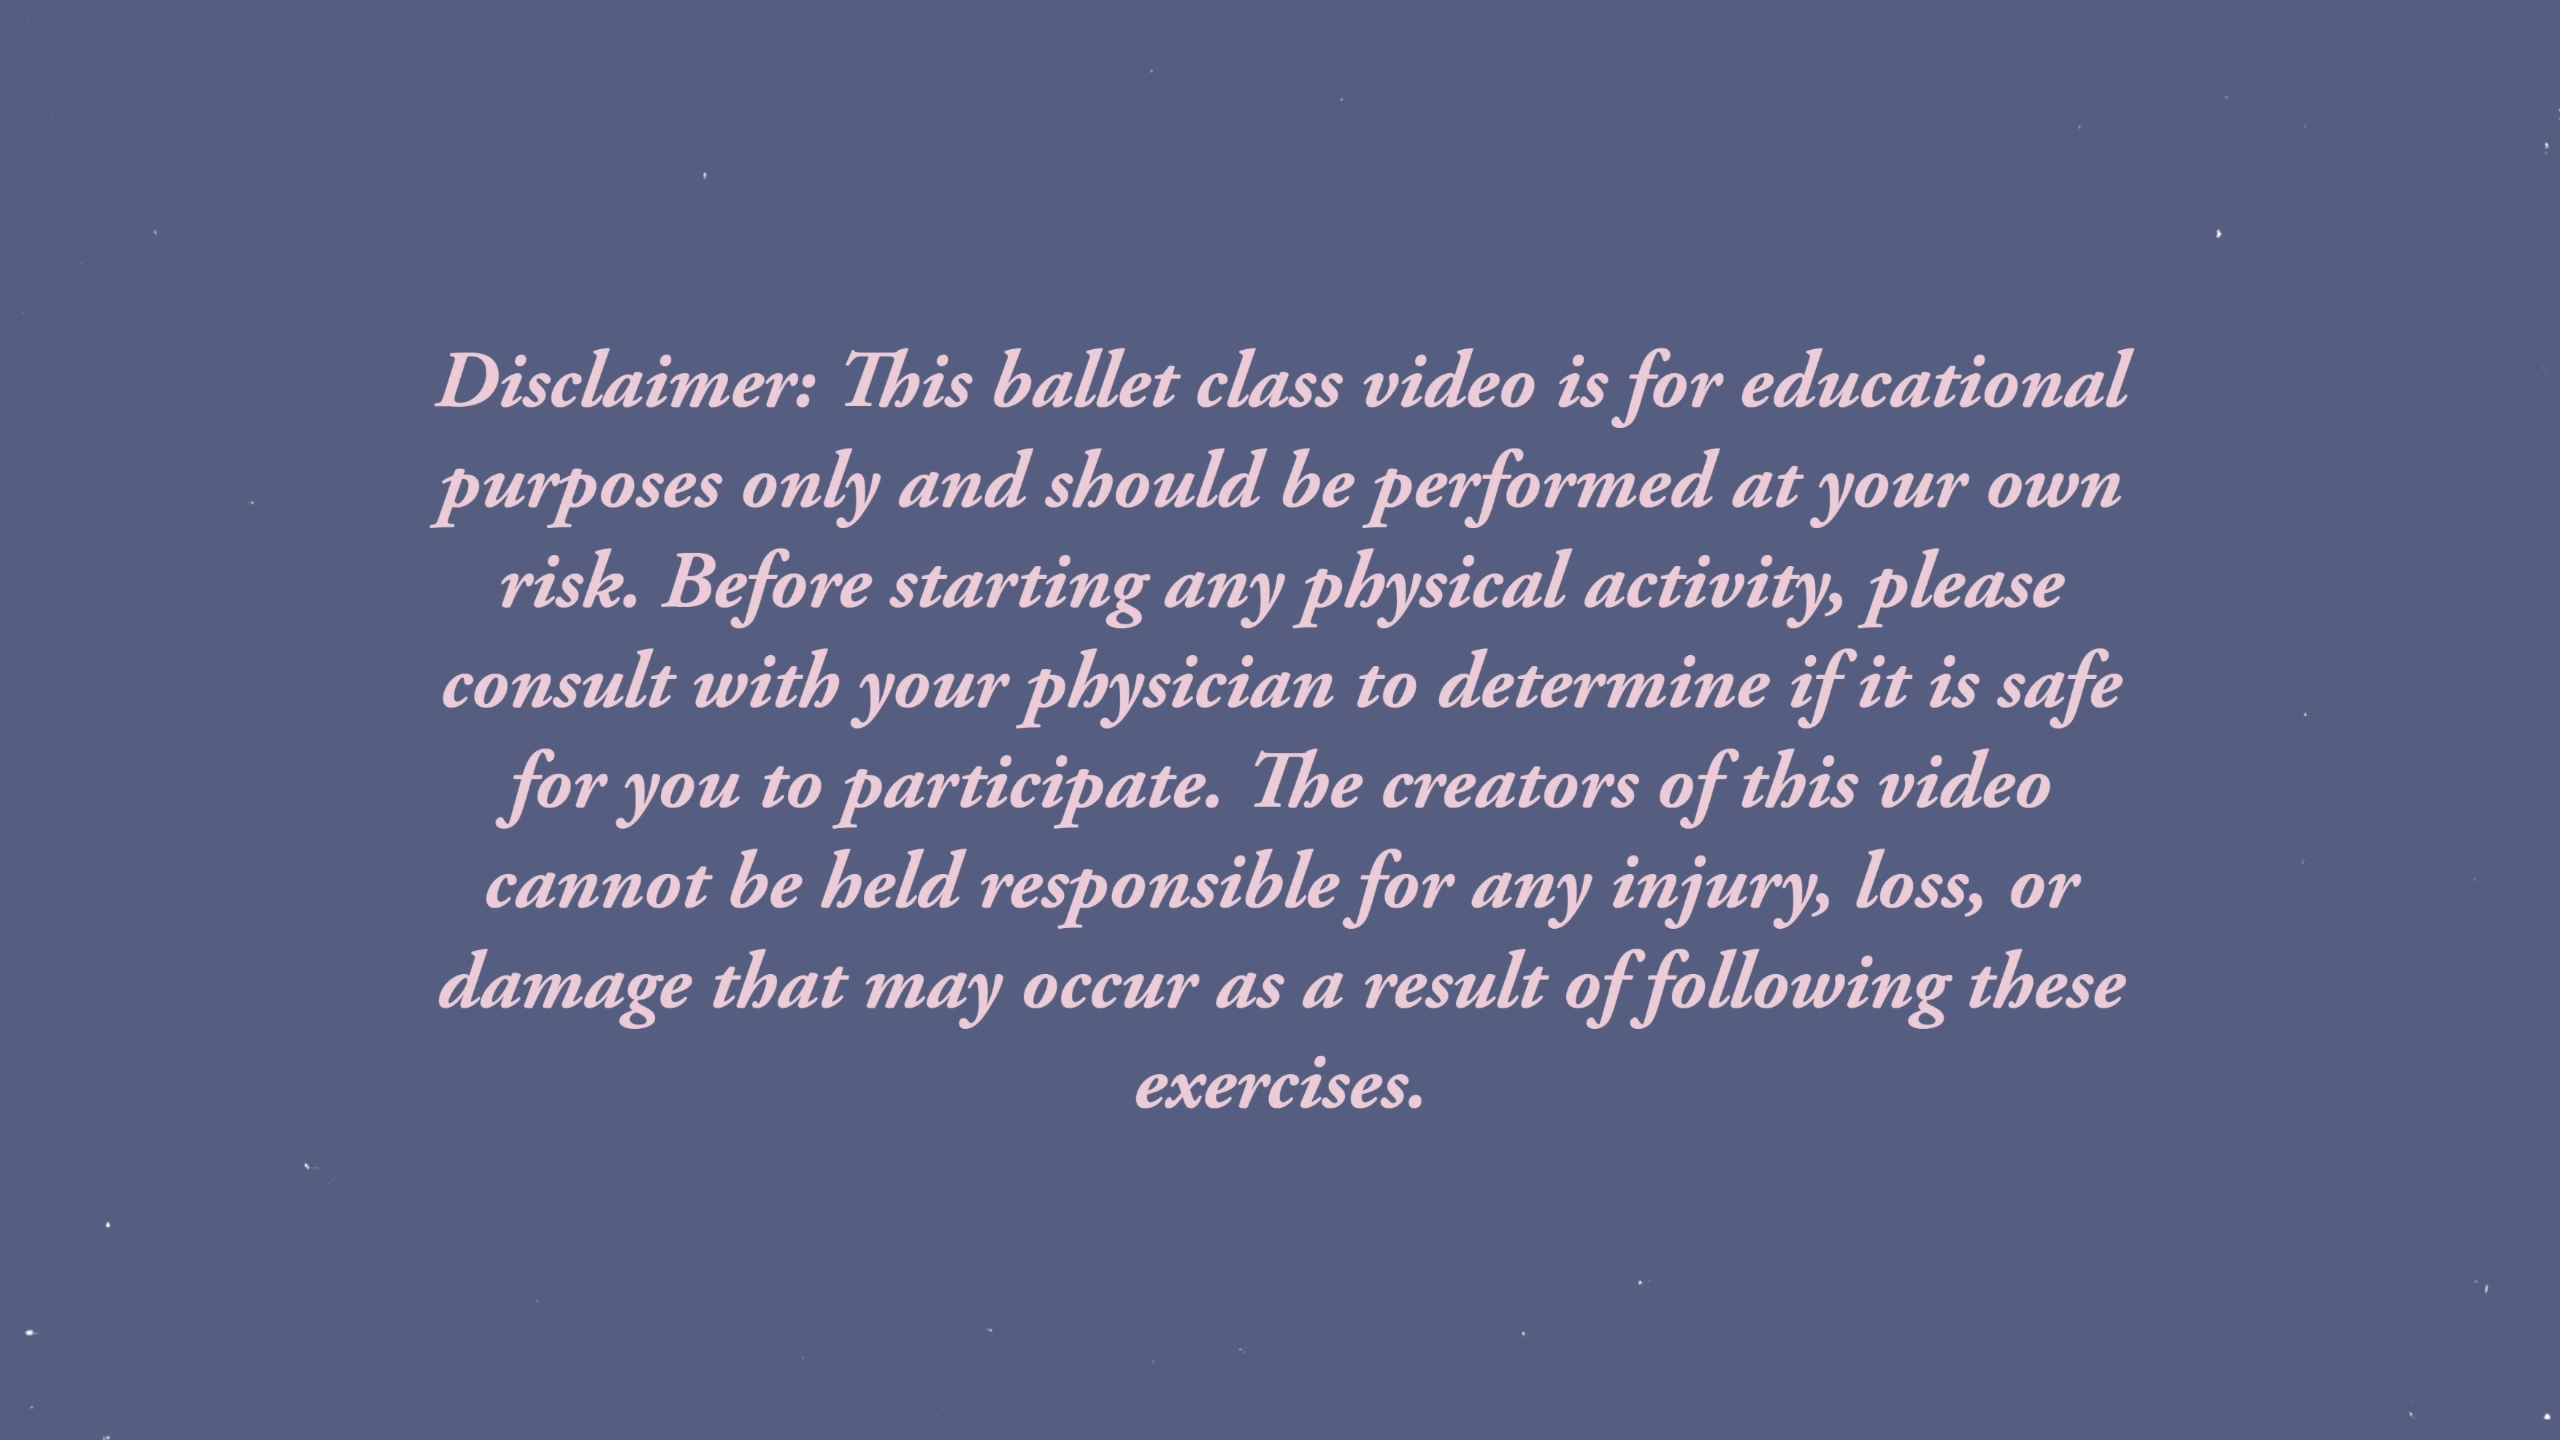 Disclaimer: This ballet class video is for educational
purposes only and should be performed at your own
risk. Before starting any physical activity, please
consult with your physician to determine if it is safe
for you to participate. The creators of this video
cannot be held responsible for any injury, loss, or
damage that may occur as a result of following these
exercises.